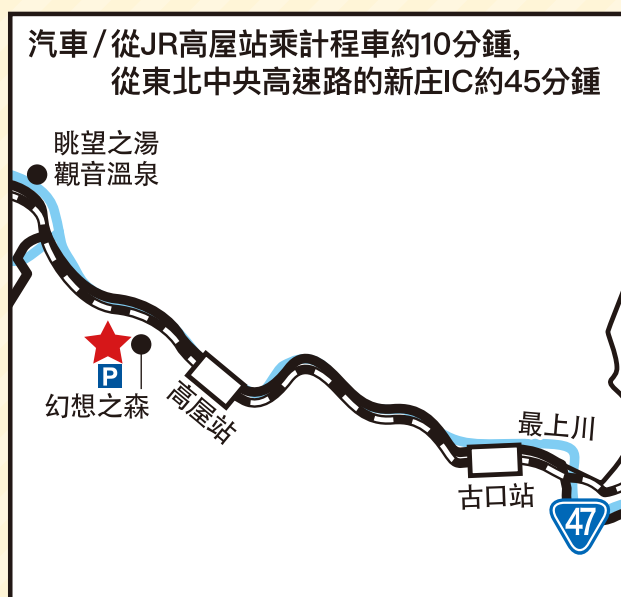 汽車/從JR高屋站乘計程車約10分鍾,
從東北中央高速路的新庄IC約45分鍾
眺望之湯
觀音溫泉
P
幻想之森
高屋站
最上川
古口站
47